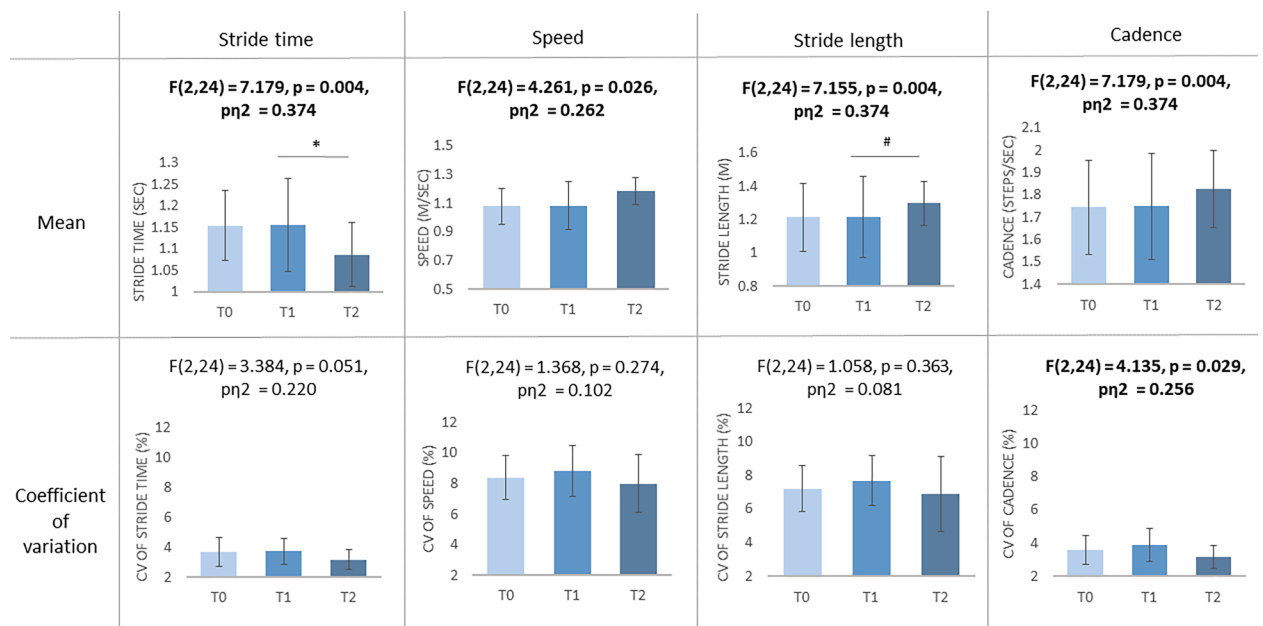 Stride time
Speed
Stride length
Cadence
Mean
F(2,24) = 7.179, p = 0.004,
pη2 = 0.374
*
STRIDE TIME (SEC)
1.3
1.25
1.2
1.15
1.1
1.05
1
T0 T1 T2
F(2,24) = 4.261, p = 0.026,
pη2 = 0.262
SPEED (M/SEC)
1.5
1.3
1.1
0.9
0.7
0.5
T0 T1 T2
F(2,24) = 7.155, p = 0.004,
pη2 = 0.374
#
STRIDE LENGTH (M)
1.6
1.4
1.2
1
0.8
T0 T1 T2
F(2,24) = 7.179, p = 0.004,
pη2 = 0.374
CADENCE (STEPS/SEC)
2.1
2
1.9
1.8
1.7
1.6
1.5
1.4
T0 T1 T2
Coefficient
of
variation
F(2,24) = 3.384, p = 0.051,
pη2 = 0.220
CV OF STRIDE TIME (%)
12
10
8
6
4
2
T0 T1 T2
F(2,24) = 1.368, p = 0.274,
pη2 = 0.102
CV OF SPEED (%)
12
10
8
6
4
2
T0 T1 T2
F(2,24) = 1.058, p = 0.363,
pη2 = 0.081
CV OF STRIDE LENGTH (%)
12
10
8
6
4
2
T0 T1 T2
F(2,24) = 4.135, p = 0.029,
pη2 = 0.256
CV OF CADENCE (%)
12
10
8
6
4
2
T0 T1 T2